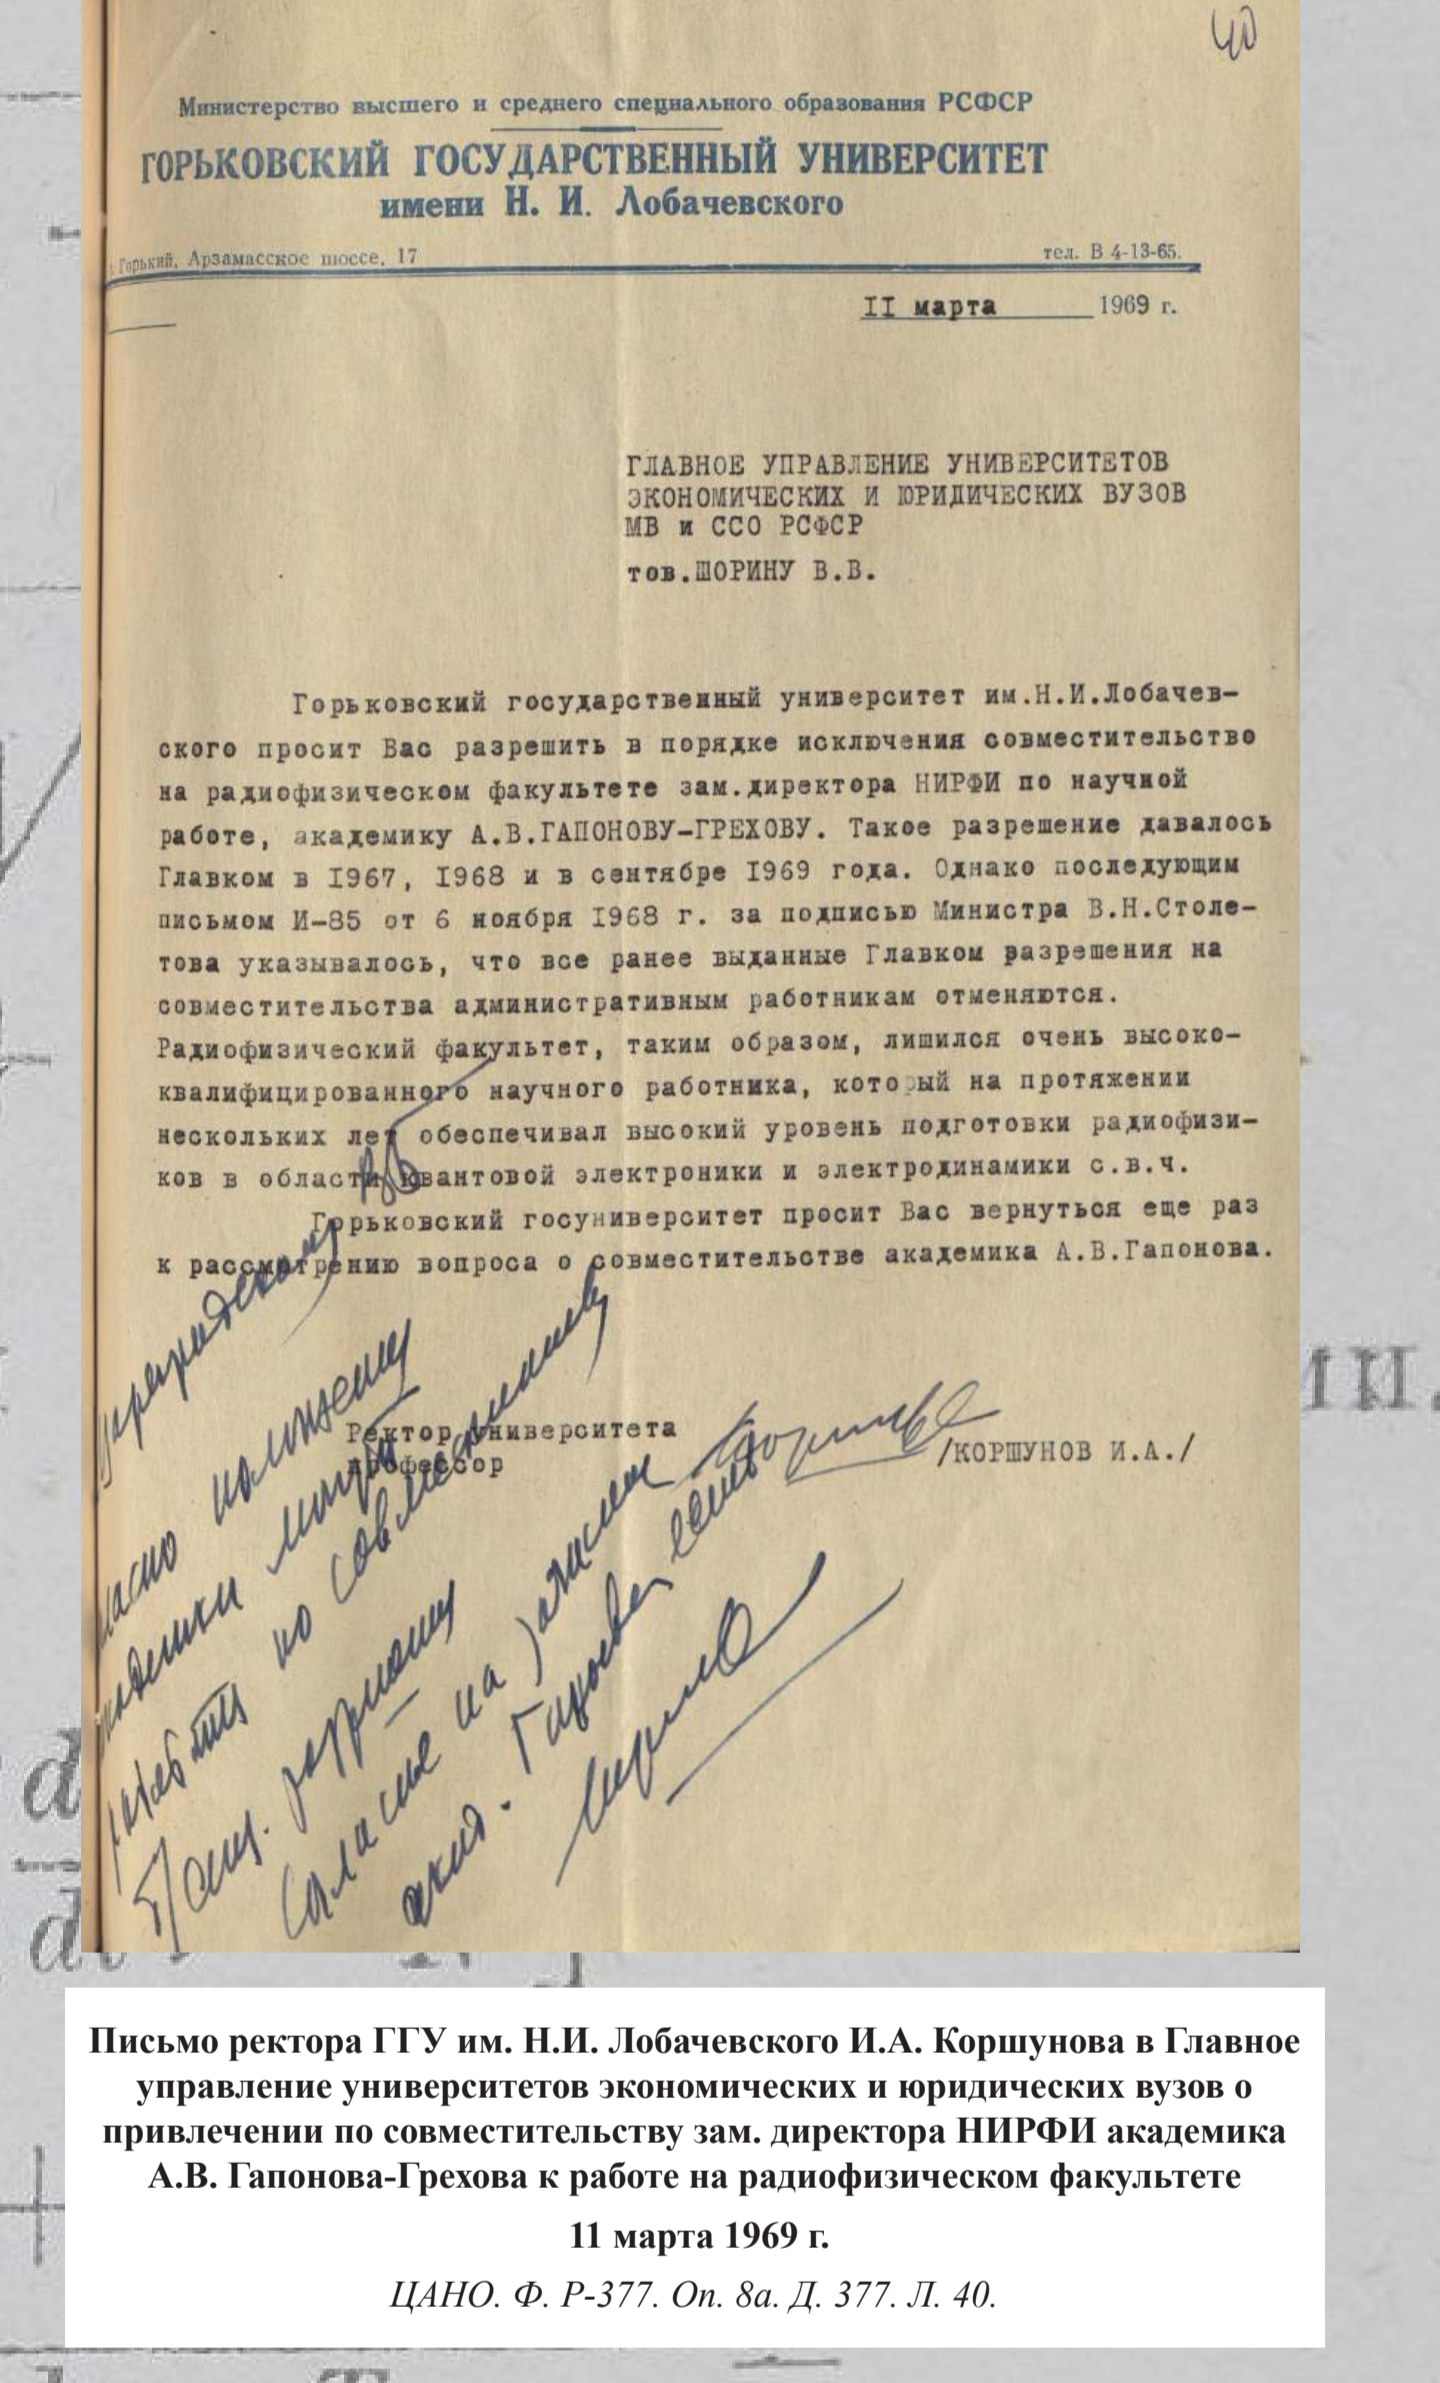 40
Министерство высшего и среднего специального образования РСФСР
ГОРЬКОВСКИЙ ГОСУДАРСТВЕННЫЙ УНИВЕРСИТЕТ
имени Н. И. Лобачевского
г. Горький, Арзамасское шоссе, 17 тел. В 4-13-65.
II марта 1969 г.
ГЛАВНОЕ УПРАВЛЕНИЕ УНИВЕРСИТЕТОВ
ЭКОНОМИЧЕСКИХ И ЮРИДИЧЕСКИХ ВУЗОВ
МВ и ССО РСФСР
тов.ШОРИНУ В.В.
Горьковский государственный университет им.Н.И.Лобачев-
ского просит Вас разрешить в порядке исключения совместительство
на радиофизическом факультете зам.директора НИРФИ по научной
работе, академику А.В.ГАПОНОВУ-ГРЕХОВУ. Такое разрешение давалось
Главком в I967, I968 и в сентябре I969 года. Однако последующим
письмом И-85 от 6 ноября I968 г. за подписью Министра В.Н.Столе-
това указывалось, что все ранее выданные Главком разрешения на
совместительства административным работникам отменяются.
Радиофизический факультет, таким образом, лишился очень высоко-
квалифицированного научного работника, который на протяжении
нескольких лет обеспечивал высокий уровень подготовки радиофизи-
ков в области квантовой электроники и электродинамики с.в.ч.
Горьковский госуниверситет просит Вас вернуться еще раз
к рассмотрению вопроса о совместительстве академика А.В.Гапонова.
Ректор университета
профессор /КОРШУНОВ И.А./
по совместительству
согласие на
акад. Гапонова
Письмо ректора ГГУ им. Н.И. Лобачевского И.А. Коршунова в Главное
управление университетов экономических и юридических вузов о
привлечении по совместительству зам. директора НИРФИ академика
А.В. Гапонова-Грехова к работе на радиофизическом факультете
11 марта 1969 г.
ЦАНО. Ф. Р-377. Оп. 8а. Д. 377. Л. 40.